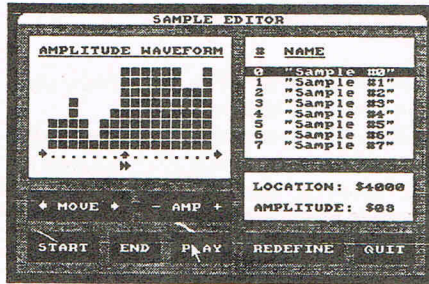 SAMPLE EDITOR
AMPLITUDE WAVEFORM
# NAME
0 "Sample #0"
1 "Sample #1"
2 "Sample #2"
3 "Sample #3"
4 "Sample #4"
5 "Sample #5"
6 "Sample #6"
7 "Sample #7"
LOCATION: $4000
AMPLITUDE: $08
MOVE - AMP +
START END PLAY REDEFINE QUIT